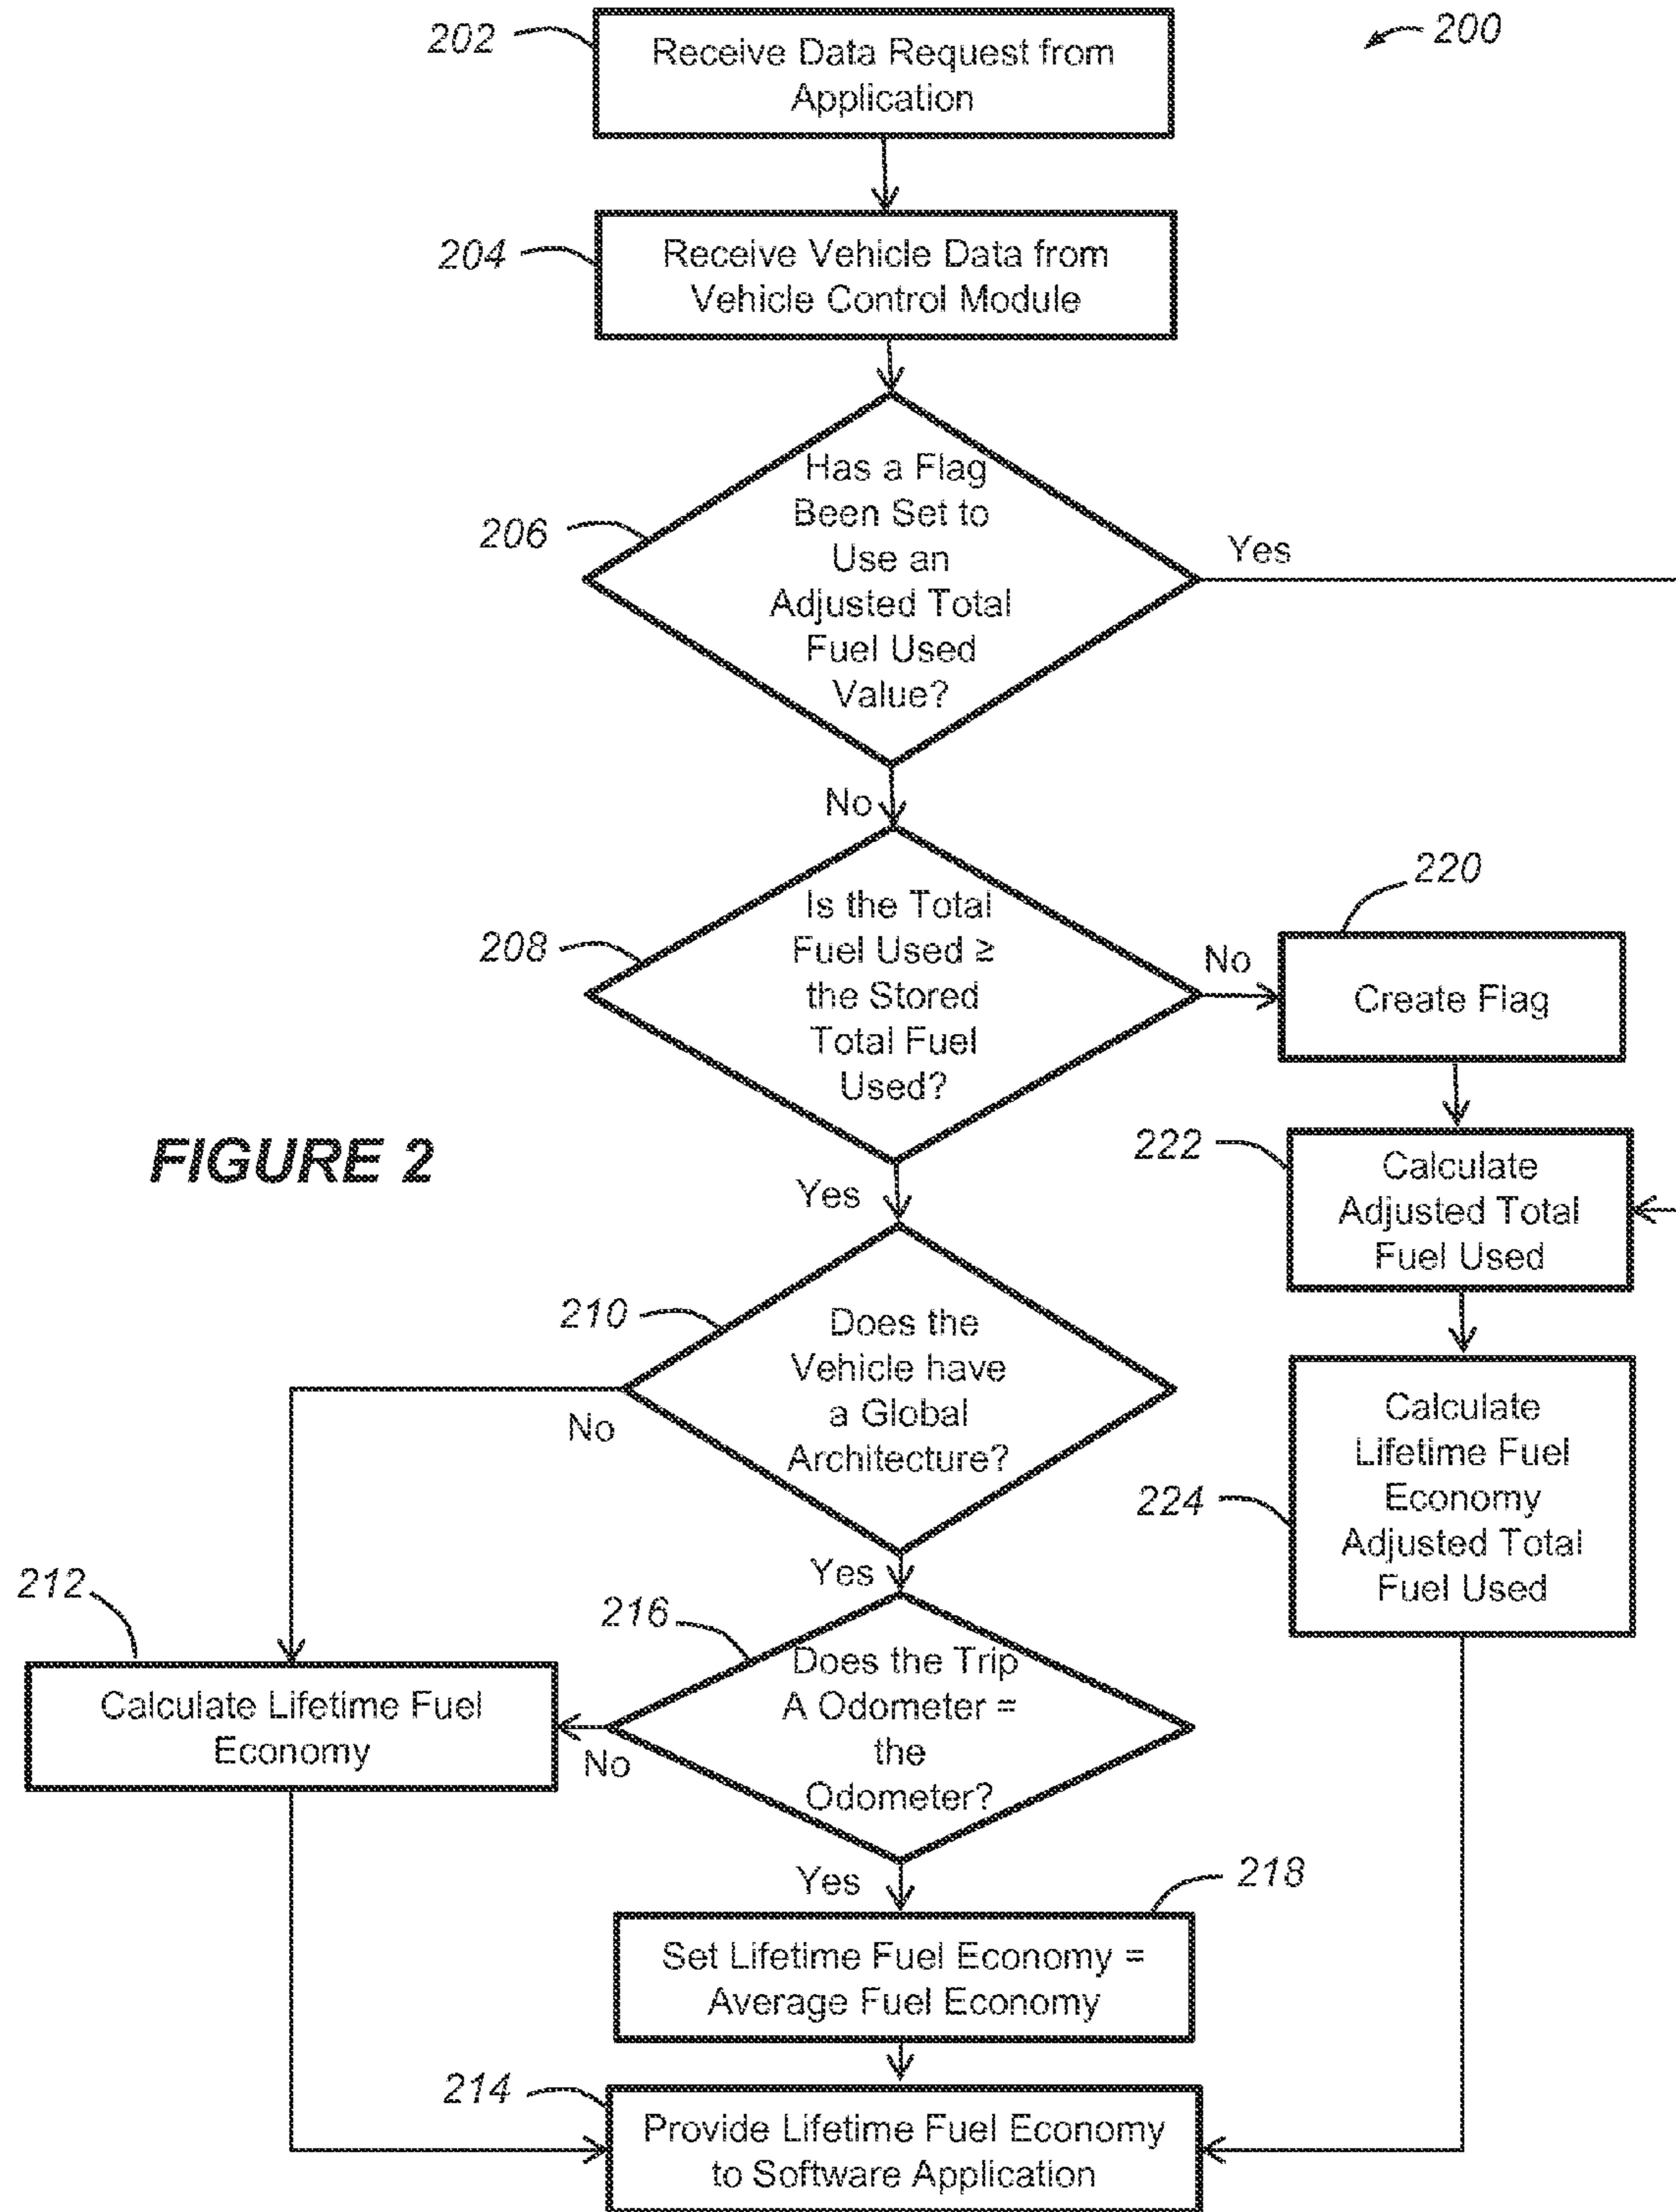 202
Receive Data Request from
Application
200
204
Receive Vehicle Data from
Vehicle Control Module
206
Has a Flag
Been Set to
Use an
Adjusted Total
Fuel Used
Value?
Yes
No
208
Is the Total
Fuel Used ≥
the Stored
Total Fuel
Used?
No
220
Create Flag
FIGURE 2
Yes
222
Calculate
Adjusted Total
Fuel Used
210
Does the
Vehicle have
a Global
Architecture?
No
Yes
224
Calculate
Lifetime Fuel
Economy
Adjusted Total
Fuel Used
212
Calculate Lifetime Fuel
Economy
216
Does the Trip
A Odometer =
the
Odometer?
No
Yes
218
Set Lifetime Fuel Economy =
Average Fuel Economy
214
Provide Lifetime Fuel Economy
to Software Application